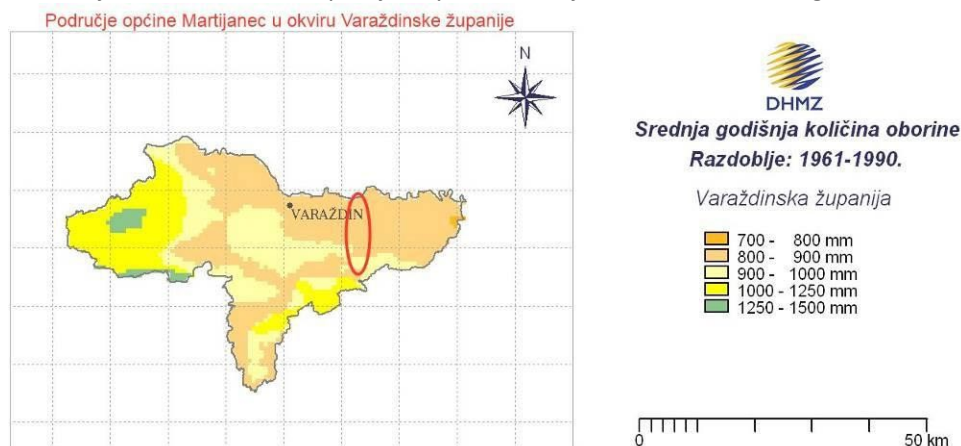 Područje općine Martijanec u okviru Varaždinske županije
N
VARAŽDIN
DHMZ
Srednja godišnja količina oborine
Razdoblje: 1961-1990.
Varaždinska županija
700 - 800 mm
800 - 900 mm
900 - 1000 mm
1000 - 1250 mm
1250 - 1500 mm
0 50 km